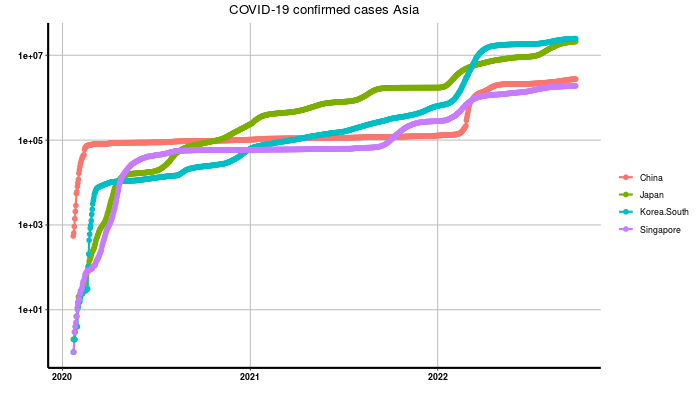 COVID-19 confirmed cases Asia
1e+07
1e+05
1e+03
1e+01
2020 2021 2022
China
Japan
Korea.South
Singapore